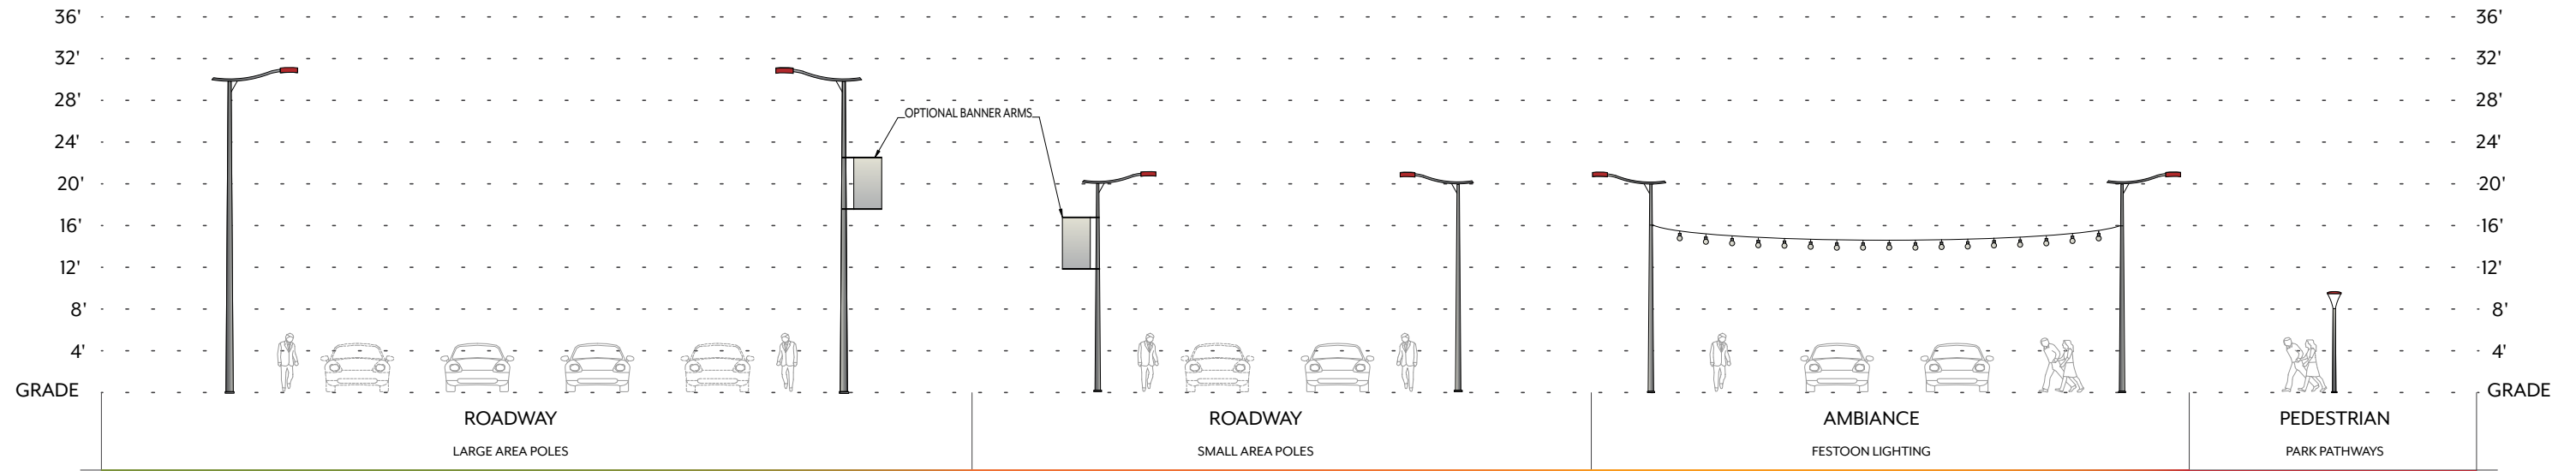 36'
32'
28'
24'
20'
16'
12'
8'
4'
GRADE
OPTIONAL BANNER ARMS
36'
32'
28'
24'
20'
16'
12'
8'
4'
GRADE
ROADWAY
LARGE AREA POLES
ROADWAY
SMALL AREA POLES
AMBIANCE
FESTOON LIGHTING
PEDESTRIAN
PARK PATHWAYS